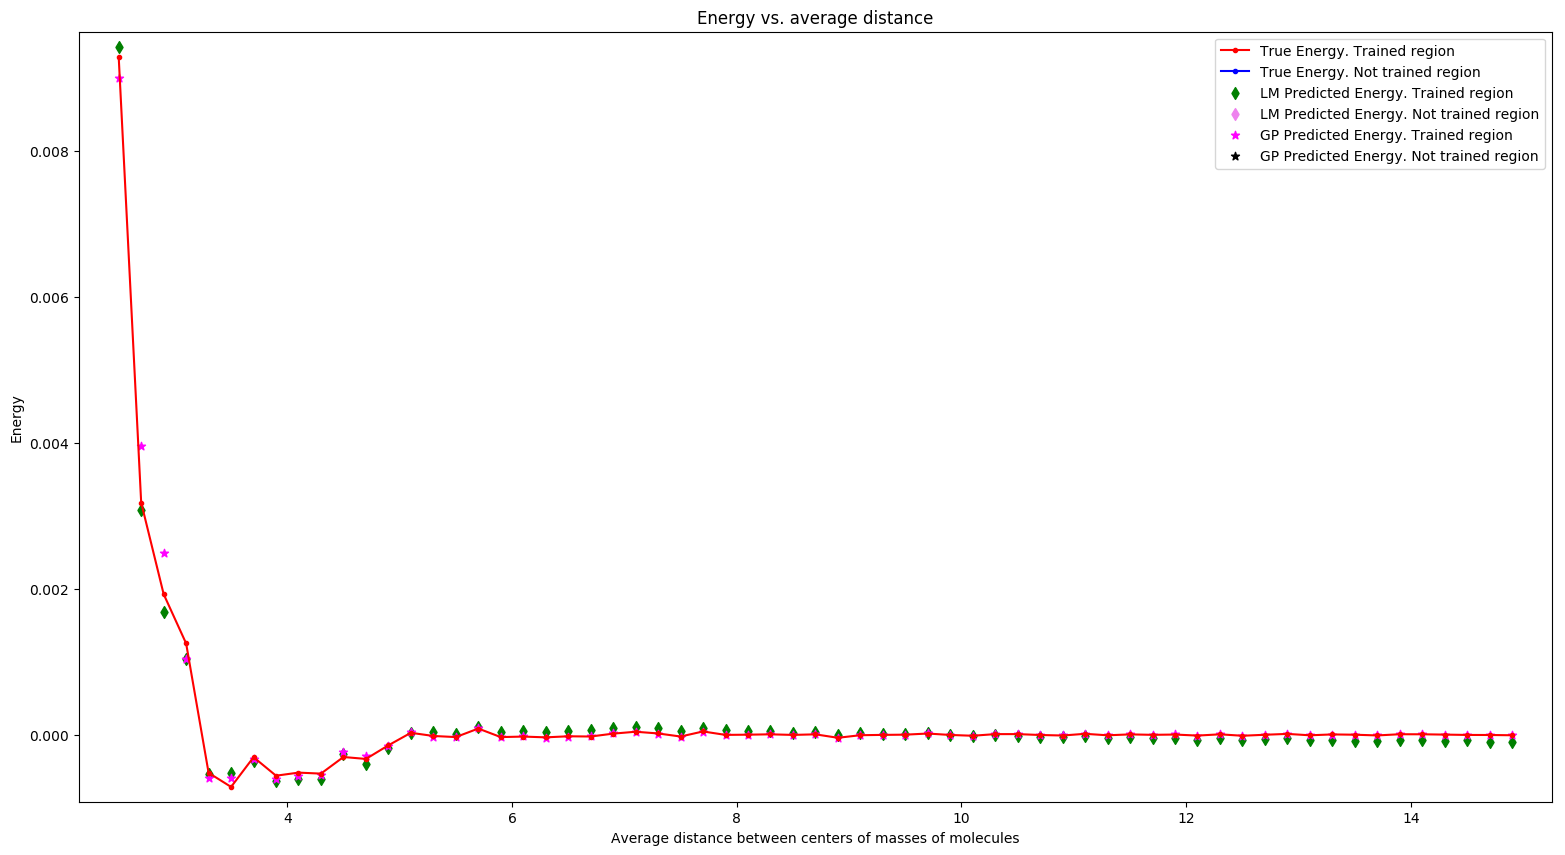 Energy vs. average distance
True Energy. Trained region
True Energy. Not trained region
LM Predicted Energy. Trained region
LM Predicted Energy. Not trained region
GP Predicted Energy. Trained region
GP Predicted Energy. Not trained region
Energy
0.008
0.006
0.004
0.002
0.000
4 6 8 10 12 14
Average distance between centers of masses of molecules